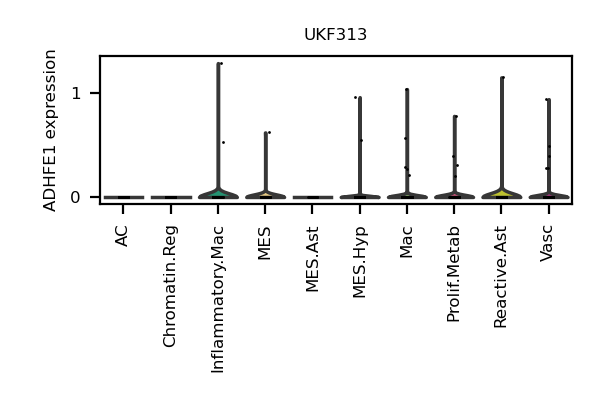 UKF313
ADHFE1 expression
1
0
AC
Chromatin.Reg
Inflammatory.Mac
MES
MES.Ast
MES.Hyp
Mac
Prolif.Metab
Reactive.Ast
Vasc